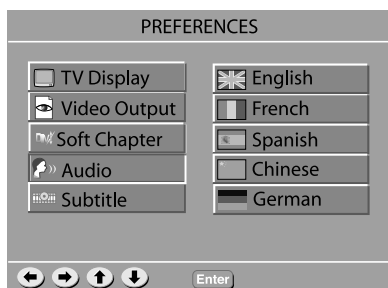 PREFERENCES
TV Display
Video Output
Soft Chapter
Audio
Subtitle
English
French
Spanish
Chinese
German
Enter